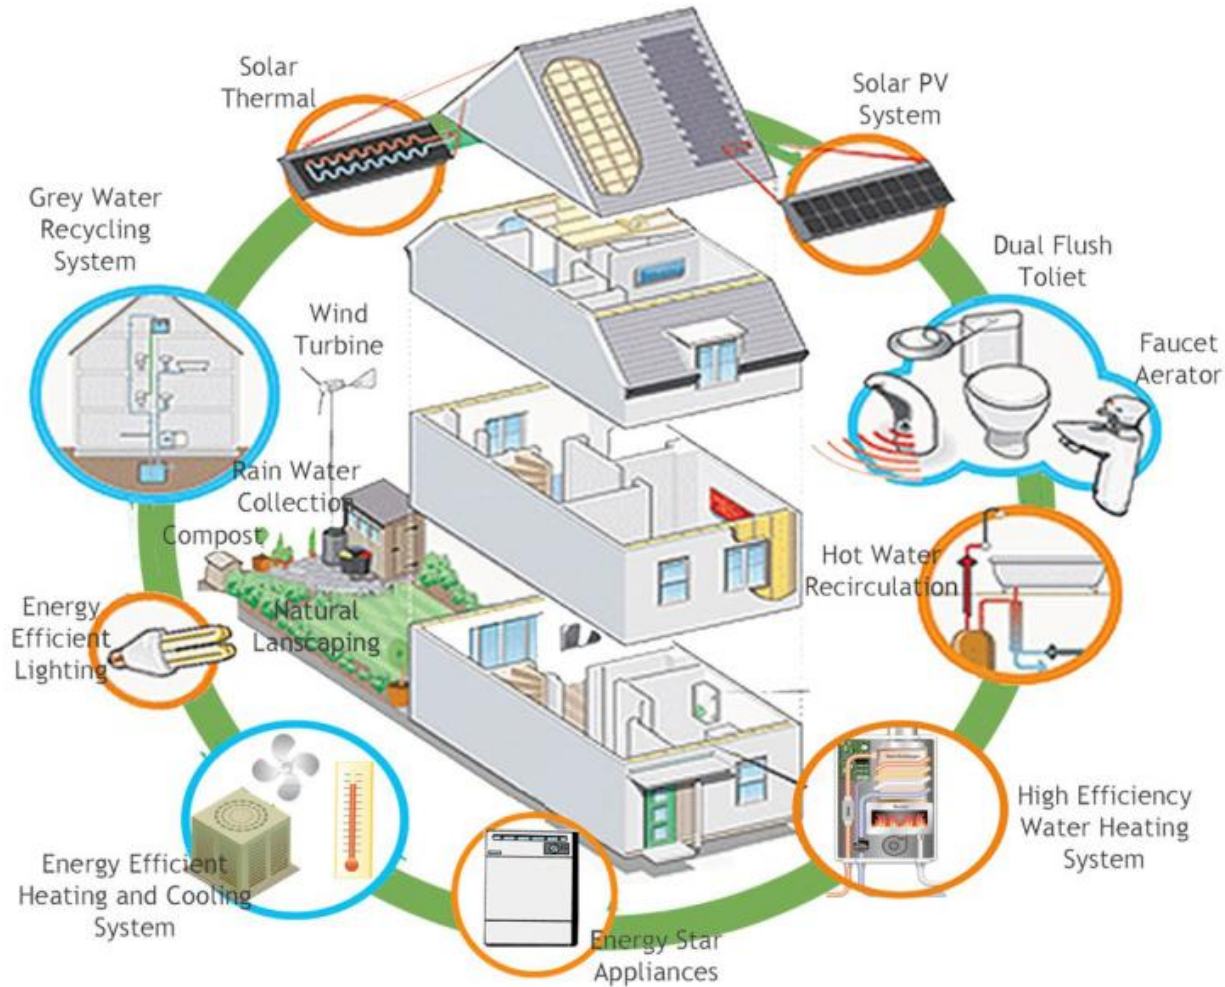 Solar
Thermal
Solar PV
System
Grey Water
Recycling
System
Dual Flush
Toliet
Wind
Turbine
Faucet
Aerator
Rain Water
Collection
Compost
Hot Water
Recirculation
Energy
Efficient
Lighting
Natural
Lanscaping
High Efficiency
Water Heating
System
Energy Efficient
Heating and Cooling
System
Energy Star
Appliances